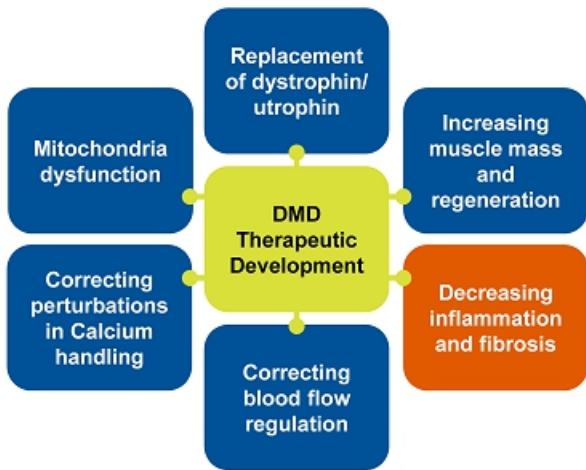 Replacement
of dystrophin/
utrophin
Mitochondria
dysfunction
Increasing
muscle mass
and
regeneration
DMD
Therapeutic
Development
Correcting
perturbations
in Calcium
handling
Decreasing
inflammation
and fibrosis
Correcting
blood flow
regulation